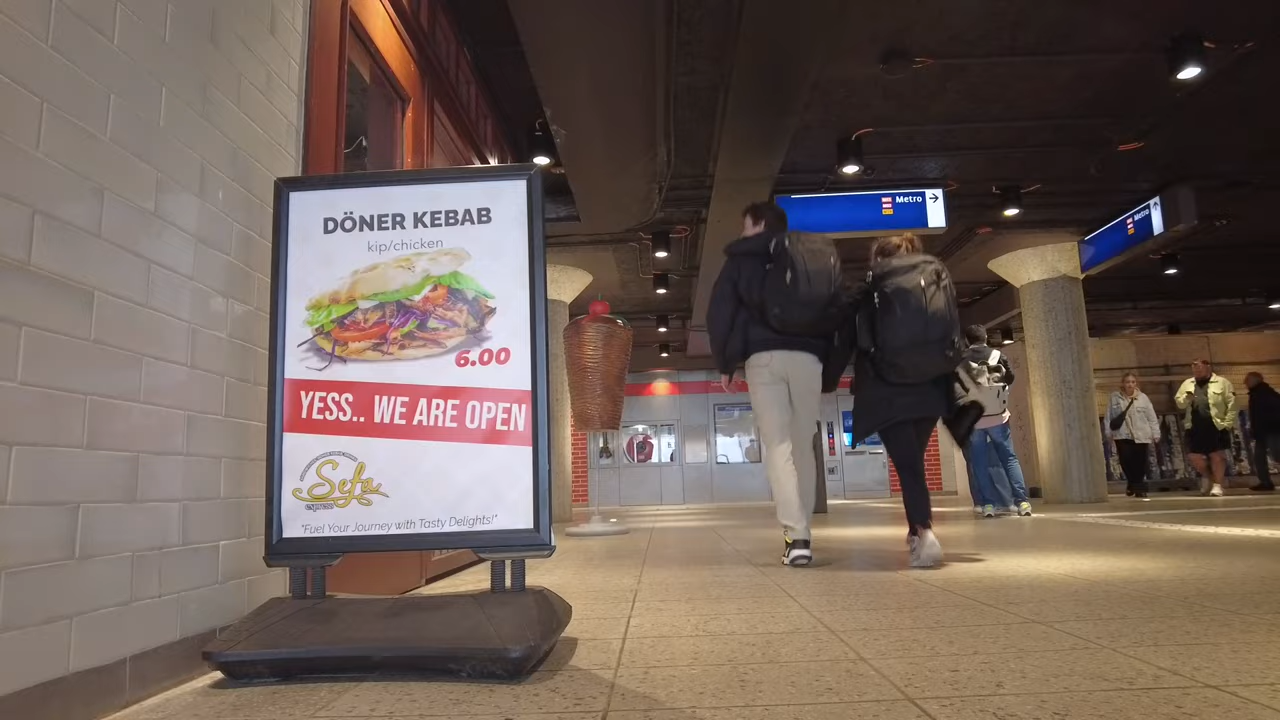 DÖNER KEBAB
kip/chicken
6.00
YESS.. WE ARE OPEN
Sefa
express
"Fuel Your Journey with Tasty Delights!"
Metro →
Metro